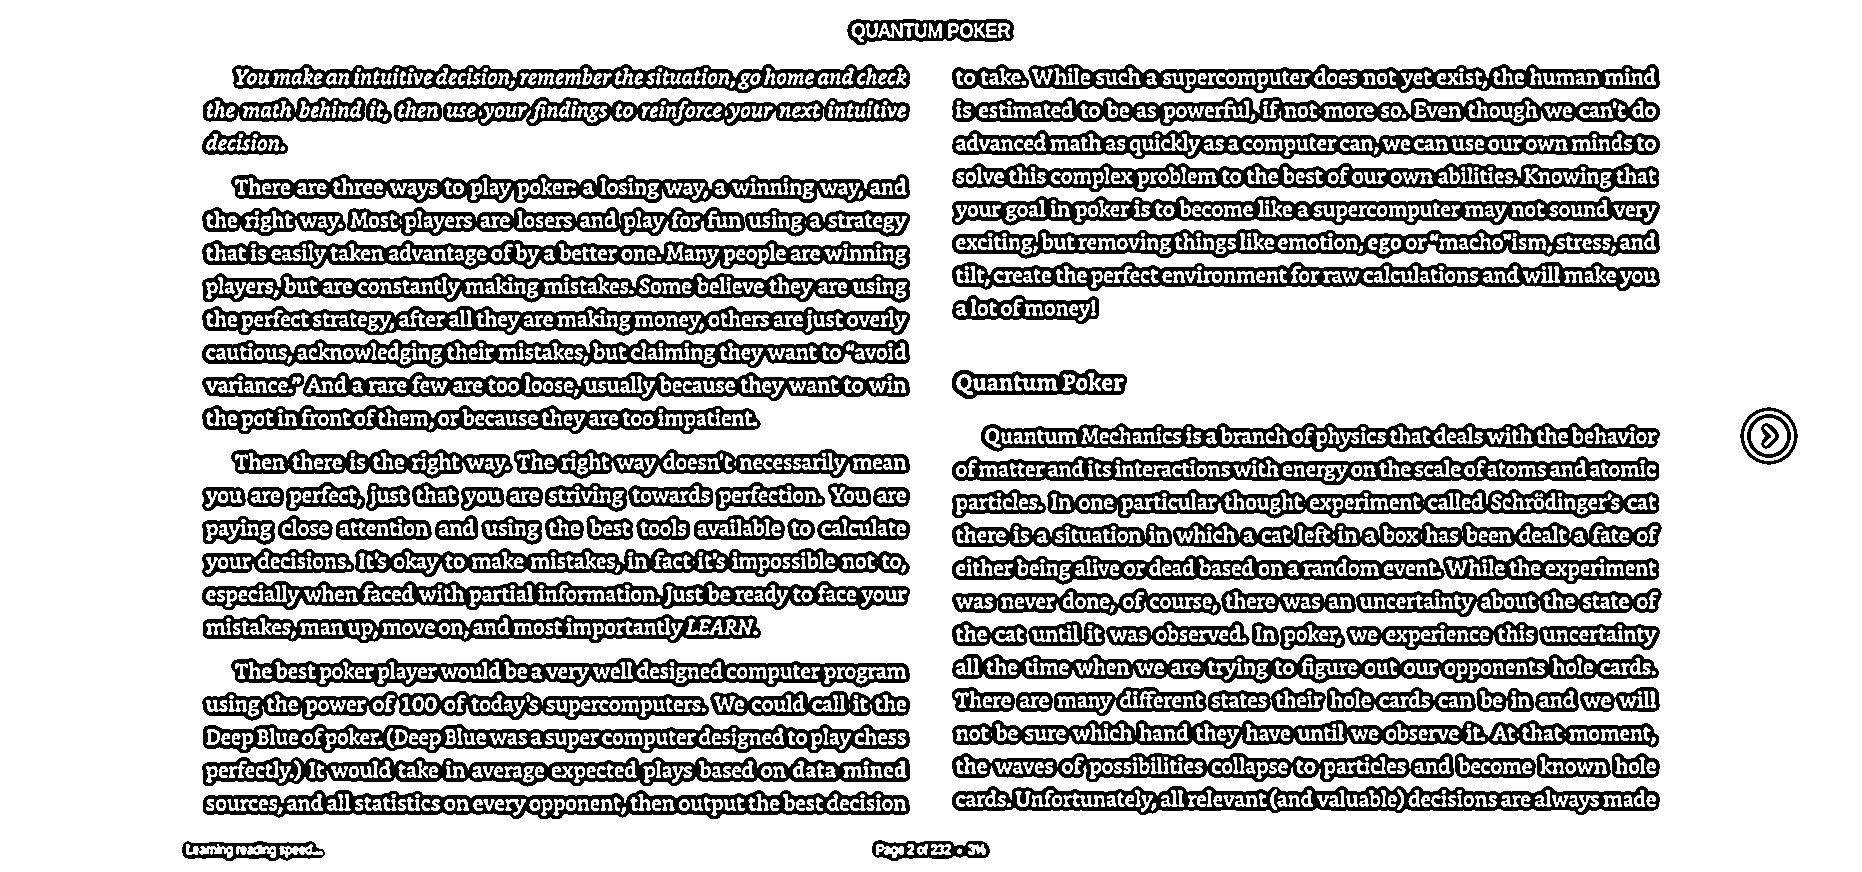 QUANTUM POKER
You make an intuitive decision, remember the situation, go home and check
the math behind it, then use your findings to reinforce your next intuitive
decision.
There are three ways to play poker: a losing way, a winning way, and
the right way. Most players are losers and play for fun using a strategy
that is easily taken advantage of by a better one. Many people are winning
players, but are constantly making mistakes. Some believe they are using
the perfect strategy, after all they are making money, others are just overly
cautious, acknowledging their mistakes, but claiming they want to “avoid
variance.” And a rare few are too loose, usually because they want to win
the pot in front of them, or because they are too impatient.
Then there is the right way. The right way doesn't necessarily mean
you are perfect, just that you are striving towards perfection. You are
paying close attention and using the best tools available to calculate
your decisions. It's okay to make mistakes, in fact it's impossible not to,
especially when faced with partial information. Just be ready to face your
mistakes, man up, move on, and most importantly LEARN.
The best poker player would be a very well designed computer program
using the power of 100 of today's supercomputers. We could call it the
Deep Blue of poker. (Deep Blue was a super computer designed to play chess
perfectly.) It would take in average expected plays based on data mined
sources, and all statistics on every opponent, then output the best decision
to take. While such a supercomputer does not yet exist, the human mind
is estimated to be as powerful, if not more so. Even though we can't do
advanced math as quickly as a computer can, we can use our own minds to
solve this complex problem to the best of our own abilities. Knowing that
your goal in poker is to become like a supercomputer may not sound very
exciting, but removing things like emotion, ego or “macho”ism, stress, and
tilt, create the perfect environment for raw calculations and will make you
a lot of money!
Quantum Poker
Quantum Mechanics is a branch of physics that deals with the behavior
of matter and its interactions with energy on the scale of atoms and atomic
particles. In one particular thought experiment called Schrödinger's cat
there is a situation in which a cat left in a box has been dealt a fate of
either being alive or dead based on a random event. While the experiment
was never done, of course, there was an uncertainty about the state of
the cat until it was observed. In poker, we experience this uncertainty
all the time when we are trying to figure out our opponents hole cards.
There are many different states their hole cards can be in and we will
not be sure which hand they have until we observe it. At that moment,
the waves of possibilities collapse to particles and become known hole
cards. Unfortunately, all relevant (and valuable) decisions are always made
Learning reading speed...
Page 2 of 232 • 3%